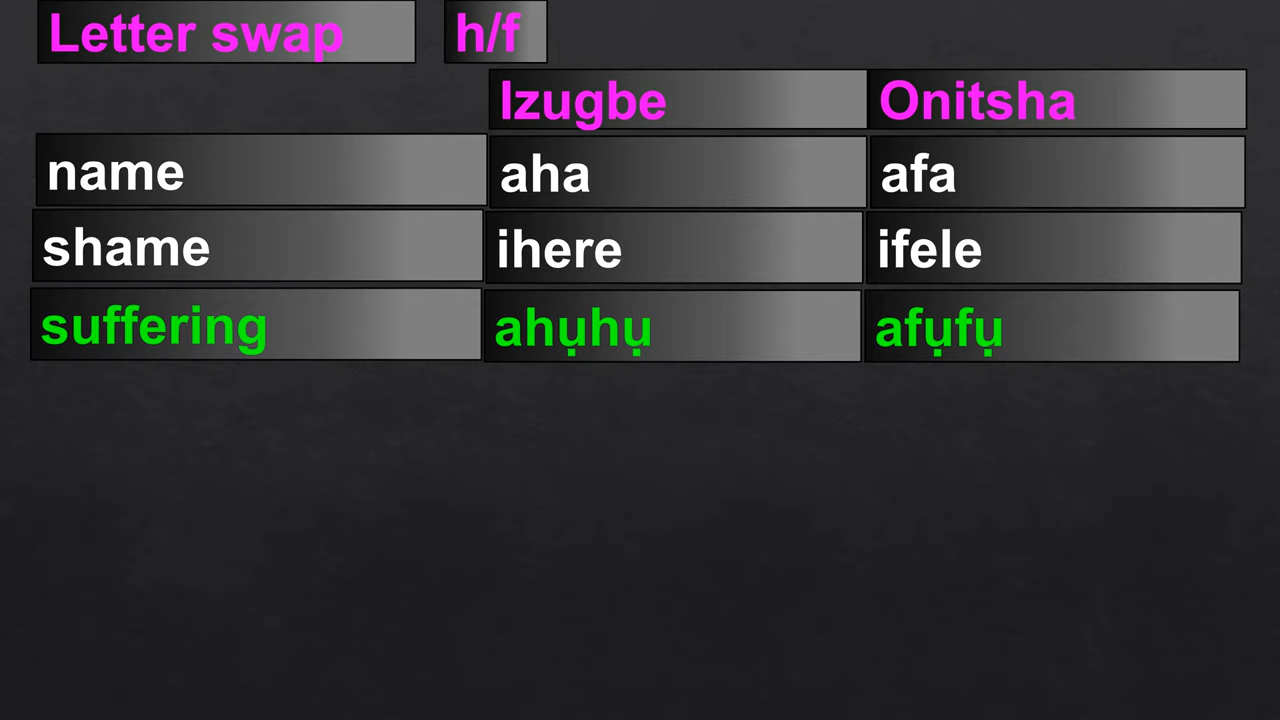 Letter swap h/f
Izugbe Onitsha
name aha afa
shame ihere ifele
suffering ahụhụ afụfụ